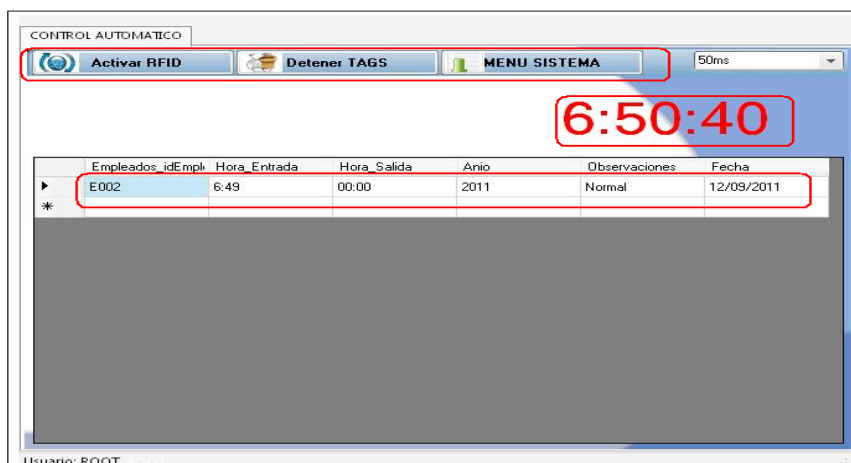 CONTROL AUTOMATICO
Activar RFID Detener TAGS MENU SISTEMA 50ms
6:50:40
Empleados_idEmpl Hora_Entrada Hora_Salida Anio Observaciones Fecha
E002 6:49 00:00 2011 Normal 12/09/2011
Usuario: ROOT